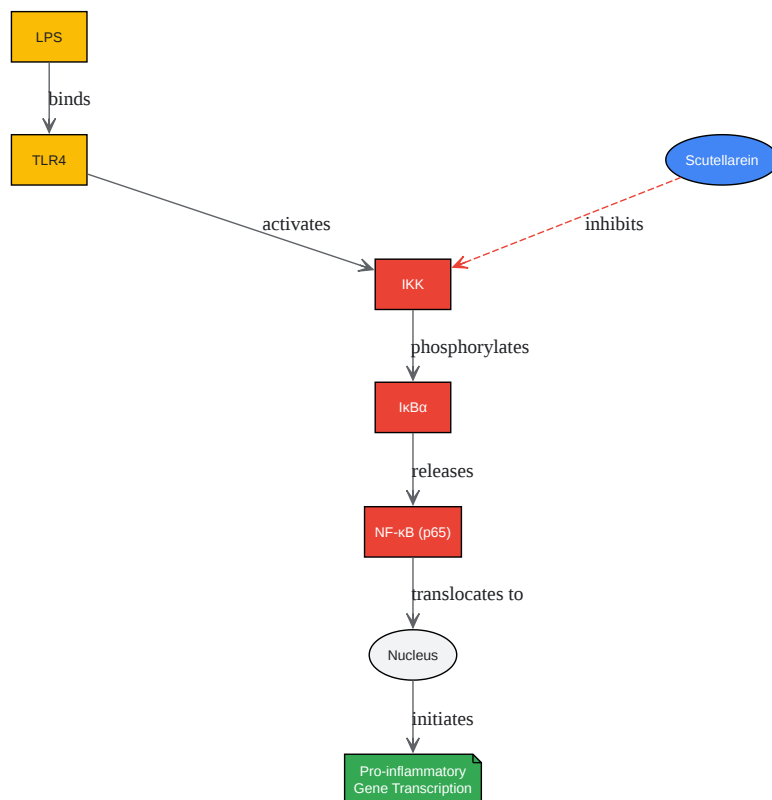 LPS
binds
TLR4
Scutellarein
activates
inhibits
IKK
phosphorylates
IκBα
releases
NF-κB (p65)
translocates to
Nucleus
initiates
Pro-inflammatory
Gene Transcription